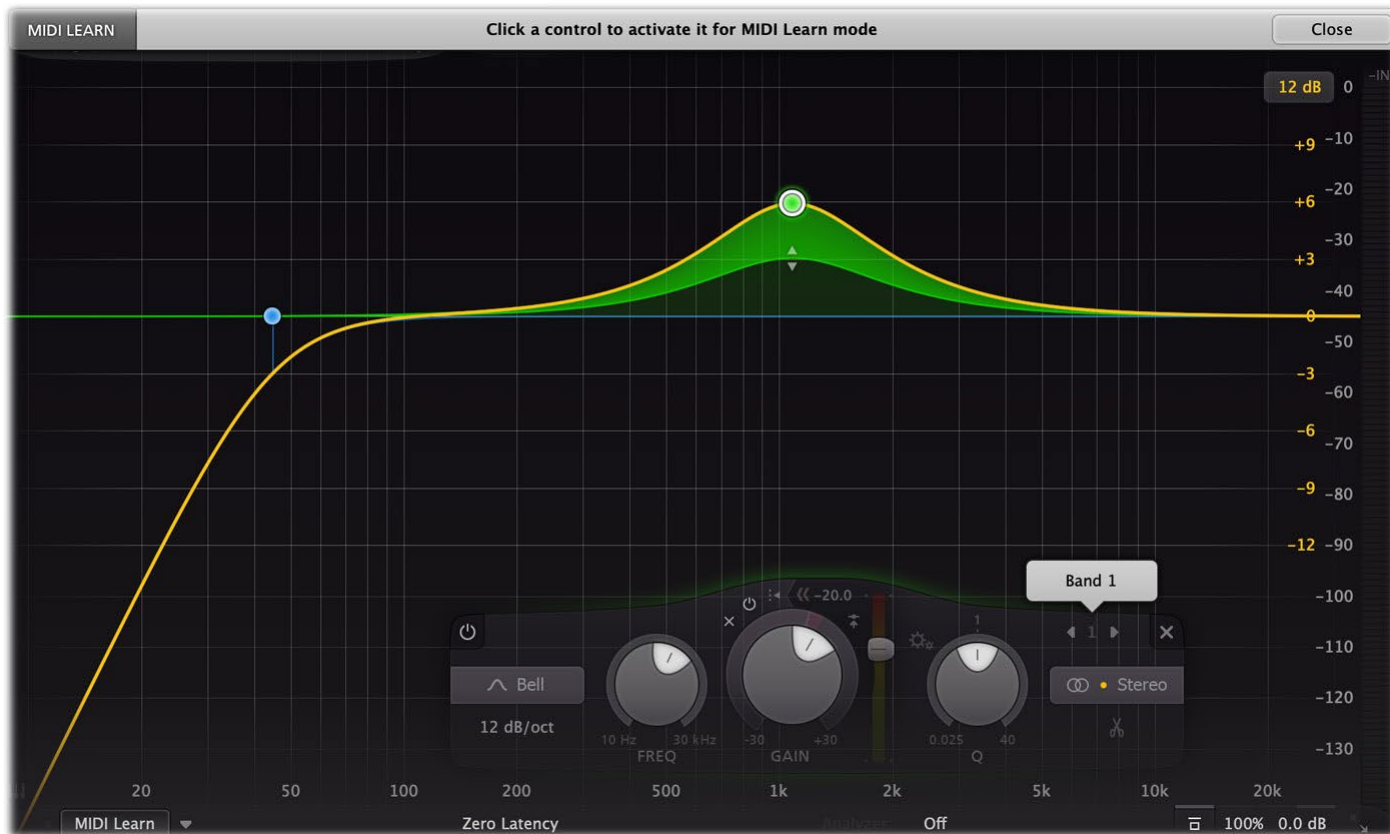 MIDI LEARN
Click a control to activate it for MIDI Learn mode
Close
-IN
12 dB 0
+9 -10
+6 -20
-30
+3
-40
0
-50
-3
-60
-6 -70
-9 -80
-12 -90
Band 1
-20.0
-100
1
1
-110
Bell
Stereo
-120
12 dB/oct
10 Hz 30 kHz
-30 +30
0.025 40
-130
FREQ
GAIN
Q
20 50 100 200 500 1k 2k 5k 10k 20k
MIDI Learn
Zero Latency
Analyzer:
Off
100% 0.0 dB